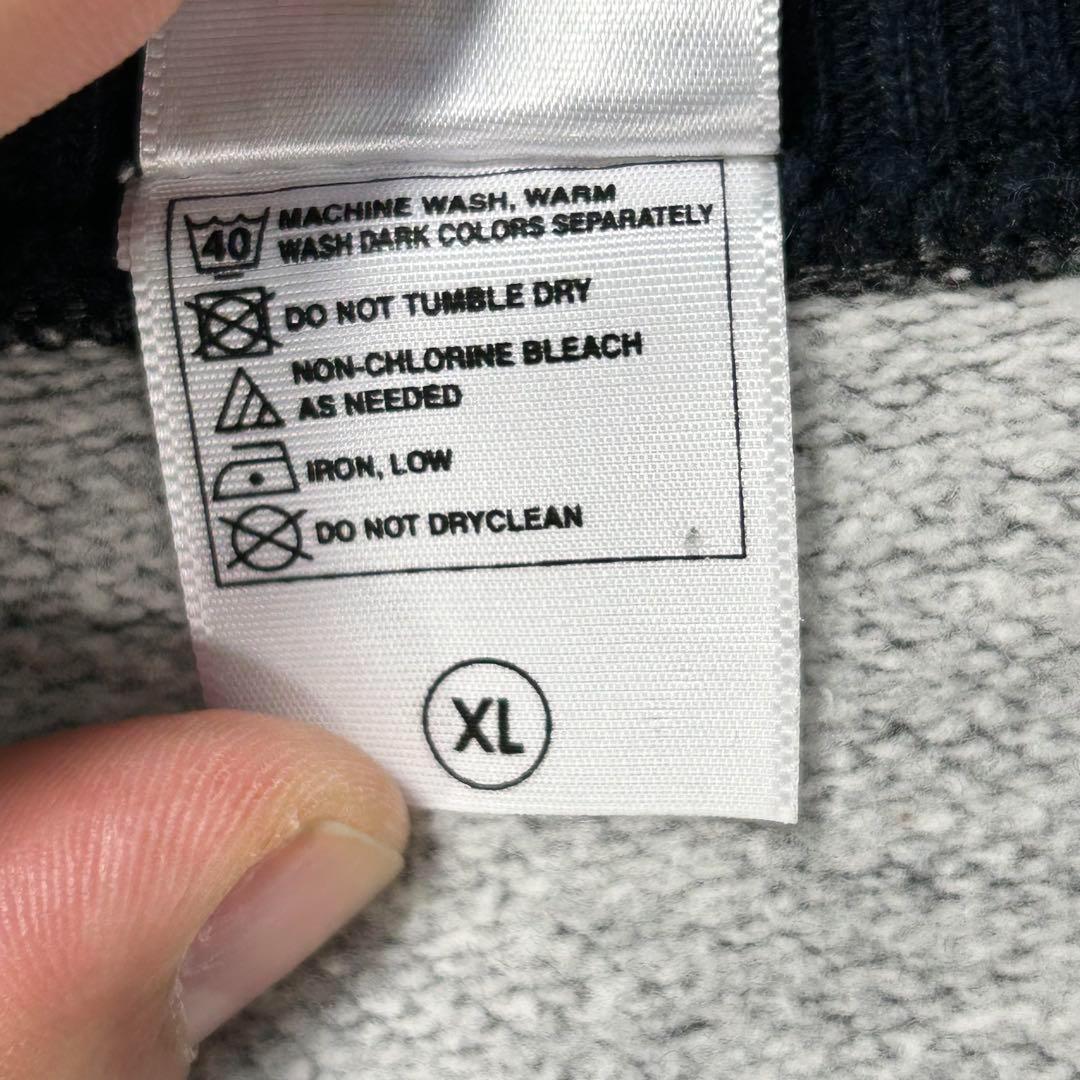 40 MACHINE WASH, WARM
WASH DARK COLORS SEPARATELY
DO NOT TUMBLE DRY
NON-CHLORINE BLEACH
AS NEEDED
IRON, LOW
DO NOT DRYCLEAN
XL